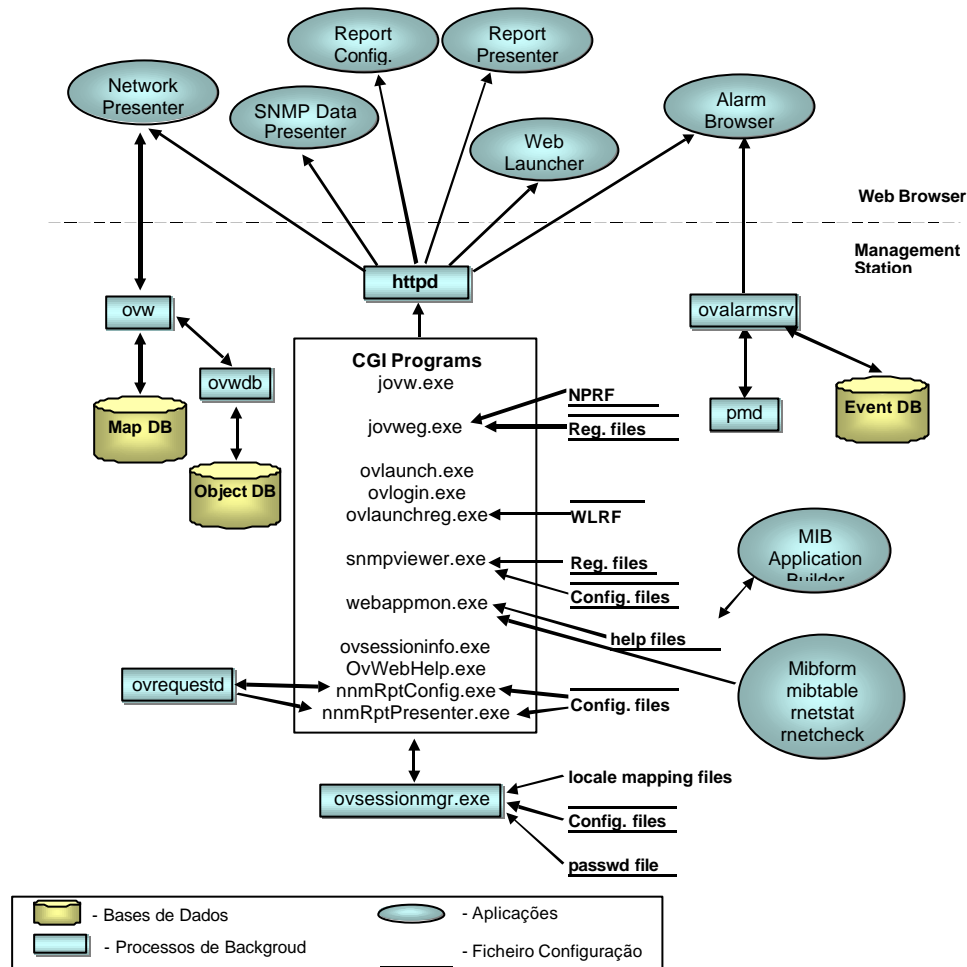 Report
Config.
Report
Presenter
Network
Presenter
SNMP Data
Presenter
Alarm
Browser
Web
Launcher
Web Browser
Management
Station
httpd
ovw
ovalarmsrv
CGI Programs
jovw.exe
ovwdb
NPRF
Map DB
jovweg.exe
Reg. files
pmd
Event DB
ovlaunch.exe
Object DB
ovlogin.exe
ovlaunchreg.exe
WLRF
MIB
Application
Builder
snmpviewer.exe
Reg. files
Config. files
webappmon.exe
help files
ovsessioninfo.exe
OvWebHelp.exe
Mibform
mibtable
rnetstat
rnetcheck
ovrequestd
nnmRptConfig.exe
nnmRptPresenter.exe
Config. files
locale mapping files
ovsessionmgr.exe
Config. files
passwd file
- Bases de Dados
- Aplicações
- Processos de Backgroud
- Ficheiro Configuração